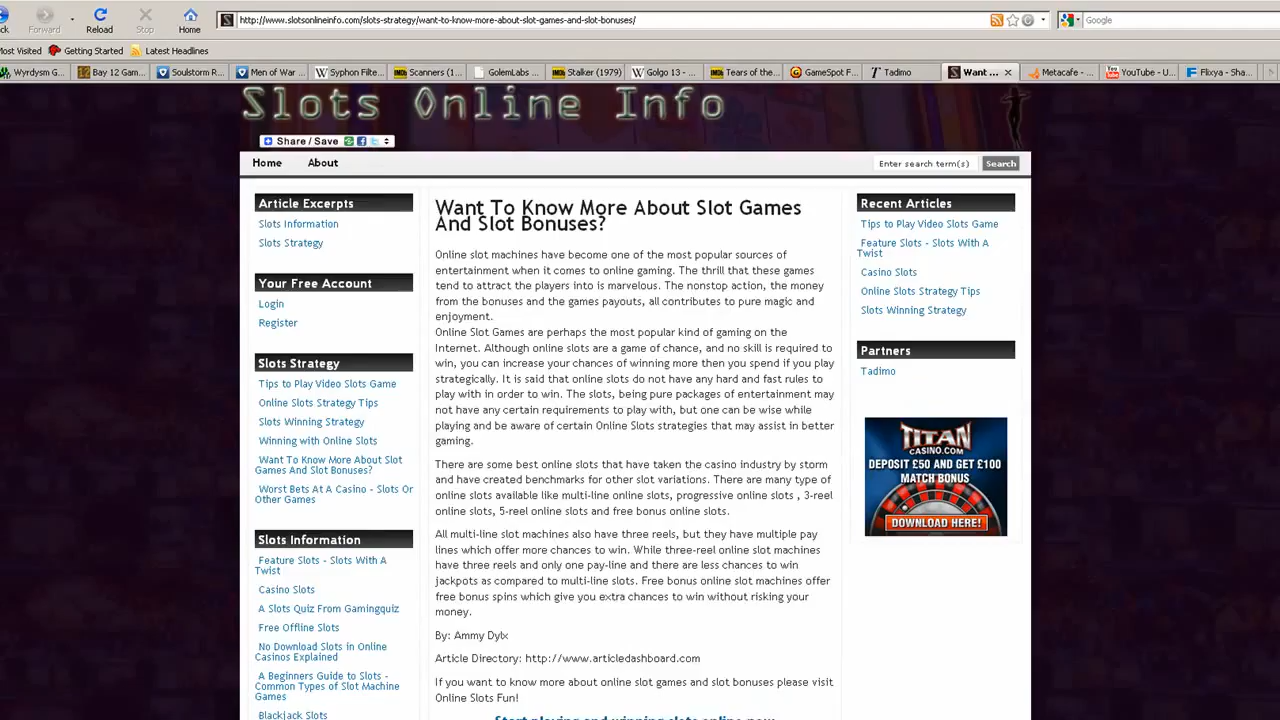 Back Forward Reload Stop Home
http://www.slotsonlineinfo.com/slots-strategy/want-to-know-more-about-slot-games-and-slot-bonuses/
Google
Most Visited Getting Started Latest Headlines
Wyrdysm G... Bay 12 Gam... Soulstorm R... Men of War ... Syphon Filte... Scanners (1... GolemLabs ... Stalker (1979) Golgo 13 - ... Tears of the... GameSpot F... Tadimo Want ... Metacafe - ... YouTube - U... Flixya - Sha...
Slots Online Info
Share / Save
Home About
Enter search term(s) Search
Article Excerpts
Slots Information
Slots Strategy
Your Free Account
Login
Register
Slots Strategy
Tips to Play Video Slots Game
Online Slots Strategy Tips
Slots Winning Strategy
Winning with Online Slots
Want To Know More About Slot
Games And Slot Bonuses?
Worst Bets At A Casino - Slots Or
Other Games
Slots Information
Feature Slots - Slots With A
Twist
Casino Slots
A Slots Quiz From Gamingquiz
Free Offline Slots
No Download Slots in Online
Casinos Explained
A Beginners Guide to Slots -
Common Types of Slot Machine
Games
Blackjack Slots
Want To Know More About Slot Games
And Slot Bonuses?
Online slot machines have become one of the most popular sources of
entertainment when it comes to online gaming. The thrill that these games
tend to attract the players into is marvelous. The nonstop action, the money
from the bonuses and the games payouts, all contributes to pure magic and
enjoyment.
Online Slot Games are perhaps the most popular kind of gaming on the
Internet. Although online slots are a game of chance, and no skill is required to
win, you can increase your chances of winning more then you spend if you play
strategically. It is said that online slots do not have any hard and fast rules to
play with in order to win. The slots, being pure packages of entertainment may
not have any certain requirements to play with, but one can be wise while
playing and be aware of certain Online Slots strategies that may assist in better
gaming.
There are some best online slots that have taken the casino industry by storm
and have created benchmarks for other slot variations. There are many type of
online slots available like multi-line online slots, progressive online slots , 3-reel
online slots, 5-reel online slots and free bonus online slots.
All multi-line slot machines also have three reels, but they have multiple pay
lines which offer more chances to win. While three-reel online slot machines
have three reels and only one pay-line and there are less chances to win
jackpots as compared to multi-line slots. Free bonus online slot machines offer
free bonus spins which give you extra chances to win without risking your
money.
By: Ammy Dylx
Article Directory: http://www.articledashboard.com
If you want to know more about online slot games and slot bonuses please visit
Online Slots Fun!
Start playing and winning slots online now
Recent Articles
Tips to Play Video Slots Game
Feature Slots - Slots With A
Twist
Casino Slots
Online Slots Strategy Tips
Slots Winning Strategy
Partners
Tadimo
TITAN
CASINO.COM
DEPOSIT £50 AND GET £100
MATCH BONUS
DOWNLOAD HERE!